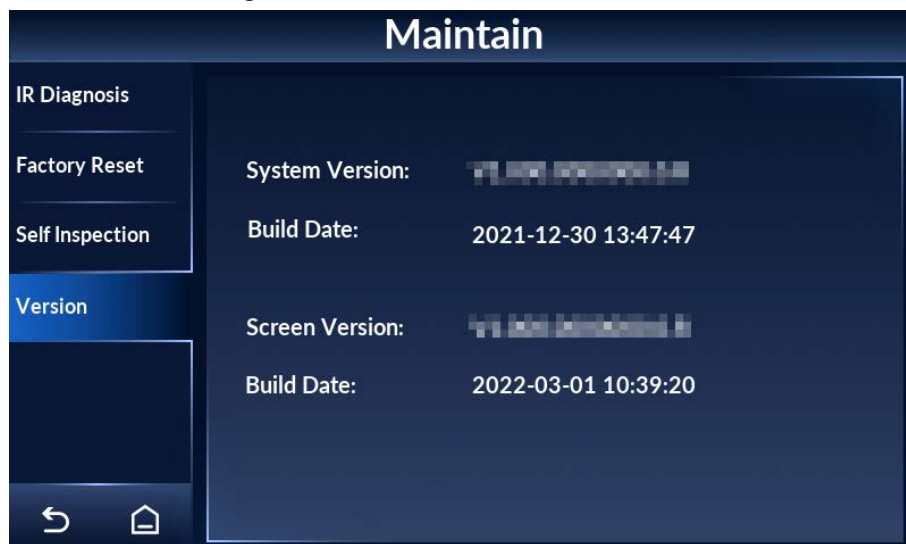 Maintain
IR Diagnosis
Factory Reset
Self Inspection
Version
System Version:
Build Date: 2021-12-30 13:47:47
Screen Version:
Build Date: 2022-03-01 10:39:20